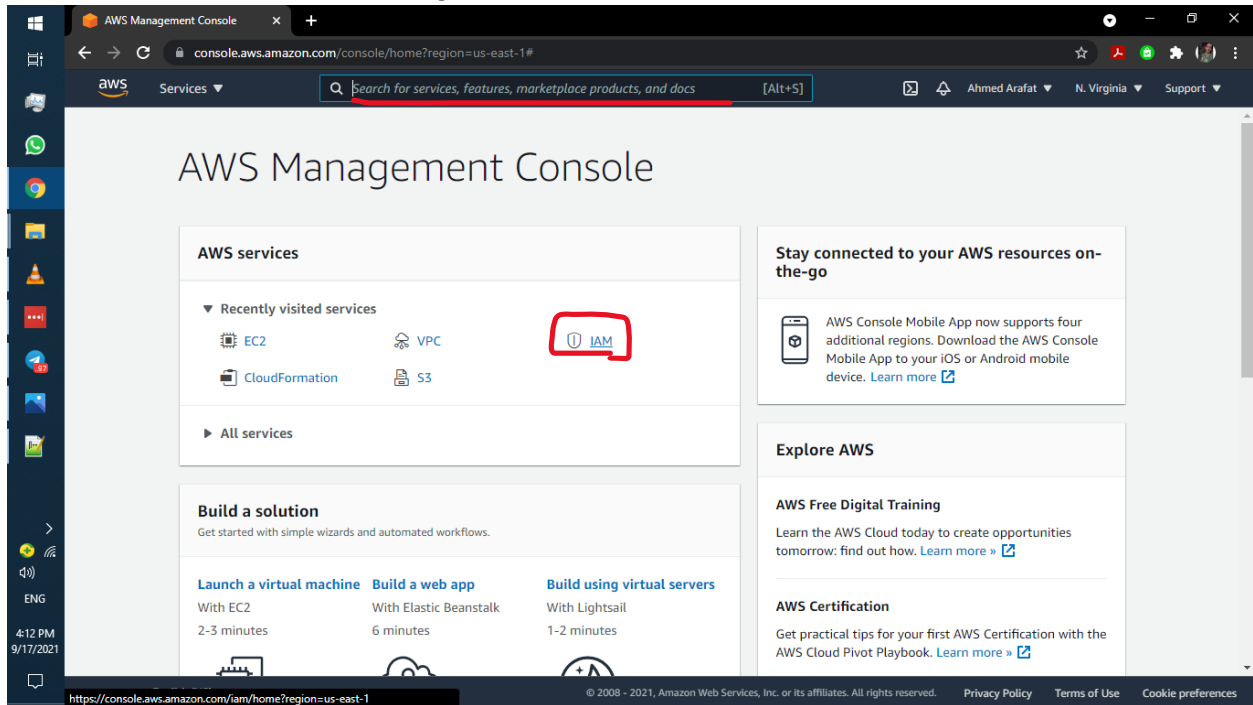 AWS Management Console
console.aws.amazon.com/console/home?region=us-east-1#
aws
Services ▼
Search for services, features, marketplace products, and docs
[Alt+S]
Ahmed Arafat ▼
N. Virginia ▼
Support ▼
AWS Management Console
AWS services
▼ Recently visited services
EC2
VPC
IAM
CloudFormation
S3
▶ All services
Build a solution
Get started with simple wizards and automated workflows.
Launch a virtual machine
With EC2
2-3 minutes
Build a web app
With Elastic Beanstalk
6 minutes
Build using virtual servers
With Lightsail
1-2 minutes
Stay connected to your AWS resources on-
the-go
AWS Console Mobile App now supports four
additional regions. Download the AWS Console
Mobile App to your iOS or Android mobile
device. Learn more
Explore AWS
AWS Free Digital Training
Learn the AWS Cloud today to create opportunities
tomorrow: find out how. Learn more »
AWS Certification
Get practical tips for your first AWS Certification with the
AWS Cloud Pivot Playbook. Learn more »
97
ENG
4:12 PM
9/17/2021
https://console.aws.amazon.com/iam/home?region=us-east-1
© 2008 - 2021, Amazon Web Services, Inc. or its affiliates. All rights reserved.
Privacy Policy
Terms of Use
Cookie preferences